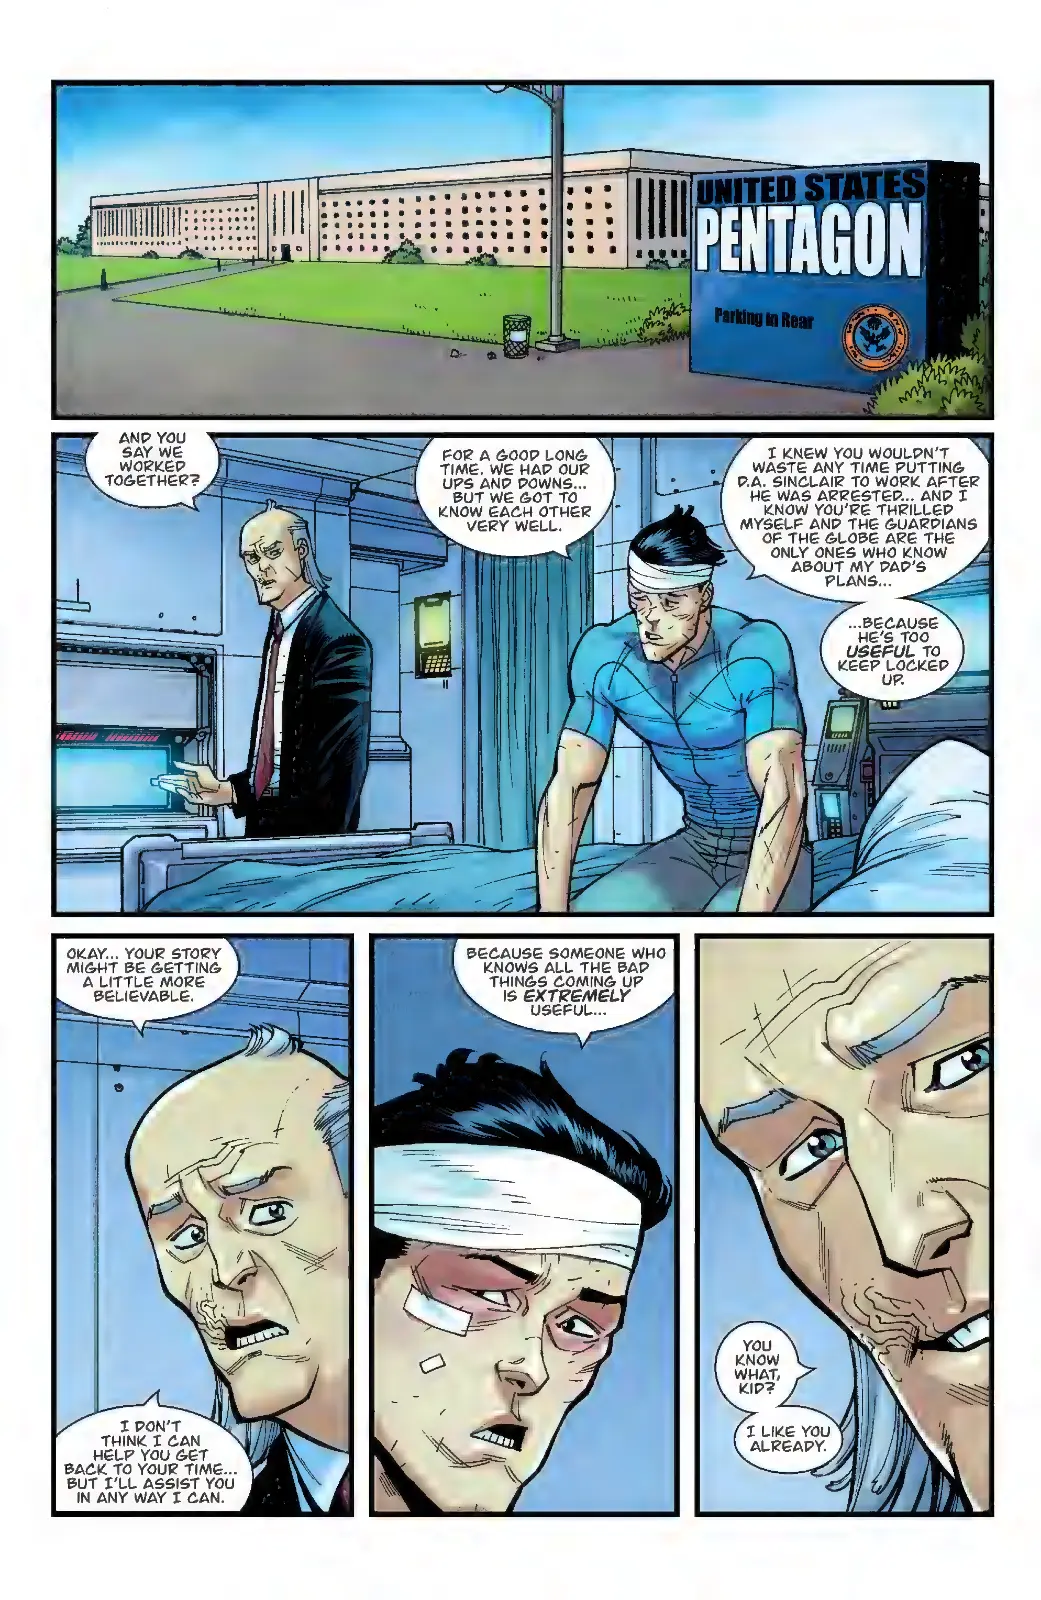 UNITED STATES
PENTAGON
Parking in Rear
AND YOU
SAY WE
WORKED
TOGETHER?
FOR A GOOD LONG
TIME. WE HAD OUR
UPS AND DOWNS...
BUT WE GOT TO
KNOW EACH OTHER
VERY WELL.
I KNEW YOU WOULDN'T
WASTE ANY TIME PUTTING
D.A. SINCLAIR TO WORK AFTER
HE WAS ARRESTED... AND I
KNOW YOU'RE THRILLED
MYSELF AND THE GUARDIANS
OF THE GLOBE ARE THE
ONLY ONES WHO KNOW
ABOUT MY DAD'S
PLANS...
...BECAUSE
HE'S TOO
USEFUL TO
KEEP LOCKED
UP.
OKAY... YOUR STORY
MIGHT BE GETTING
A LITTLE MORE
BELIEVABLE.
I DON'T
THINK I CAN
HELP YOU GET
BACK TO YOUR TIME...
BUT I'LL ASSIST YOU
IN ANY WAY I CAN.
BECAUSE SOMEONE WHO
KNOWS ALL THE BAD
THINGS COMING UP
IS EXTREMELY
USEFUL...
YOU
KNOW
WHAT,
KID?
I LIKE YOU
ALREADY.